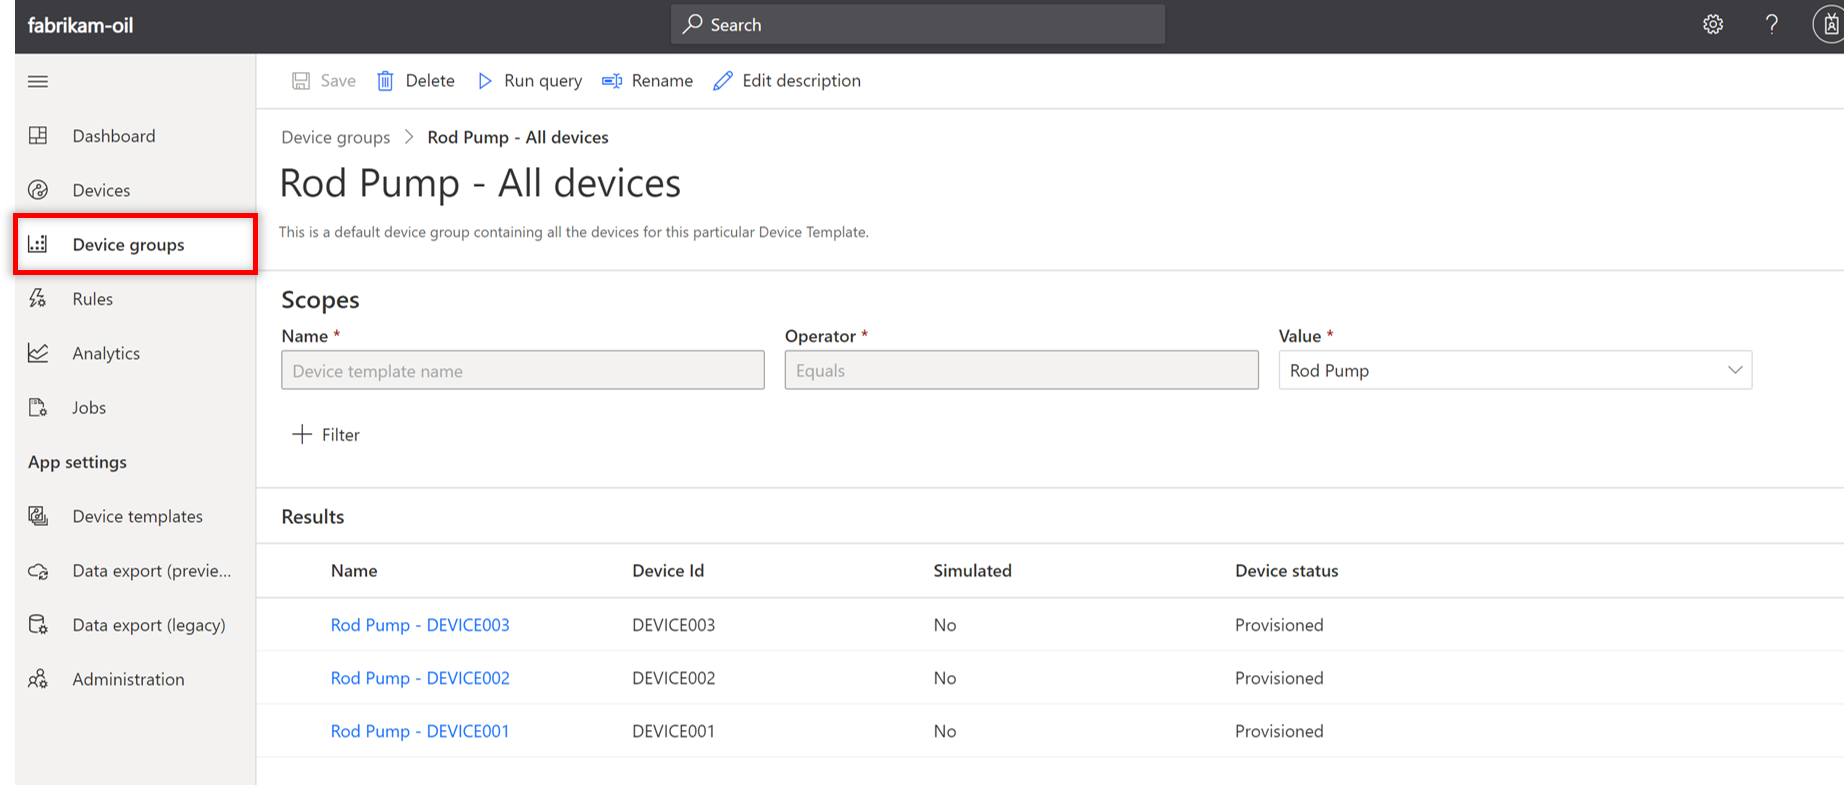 fabrikam-oil
Search
?
Save Delete Run query Rename Edit description
Dashboard
Devices
Device groups
Rules
Analytics
Jobs
App settings
Device templates
Data export (previe...
Data export (legacy)
Administration
Device groups > Rod Pump - All devices
Rod Pump - All devices
This is a default device group containing all the devices for this particular Device Template.
Scopes
Name * Operator * Value *
Device template name Equals Rod Pump
+ Filter
Results
Name Device Id Simulated Device status
Rod Pump - DEVICE003 DEVICE003 No Provisioned
Rod Pump - DEVICE002 DEVICE002 No Provisioned
Rod Pump - DEVICE001 DEVICE001 No Provisioned